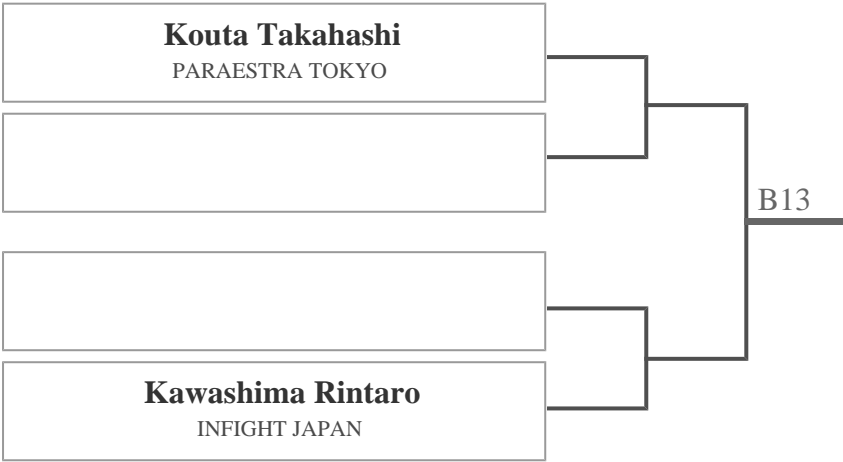 Kouta Takahashi
PARAESTRA TOKYO
B13
Kawashima Rintaro
INFIGHT JAPAN